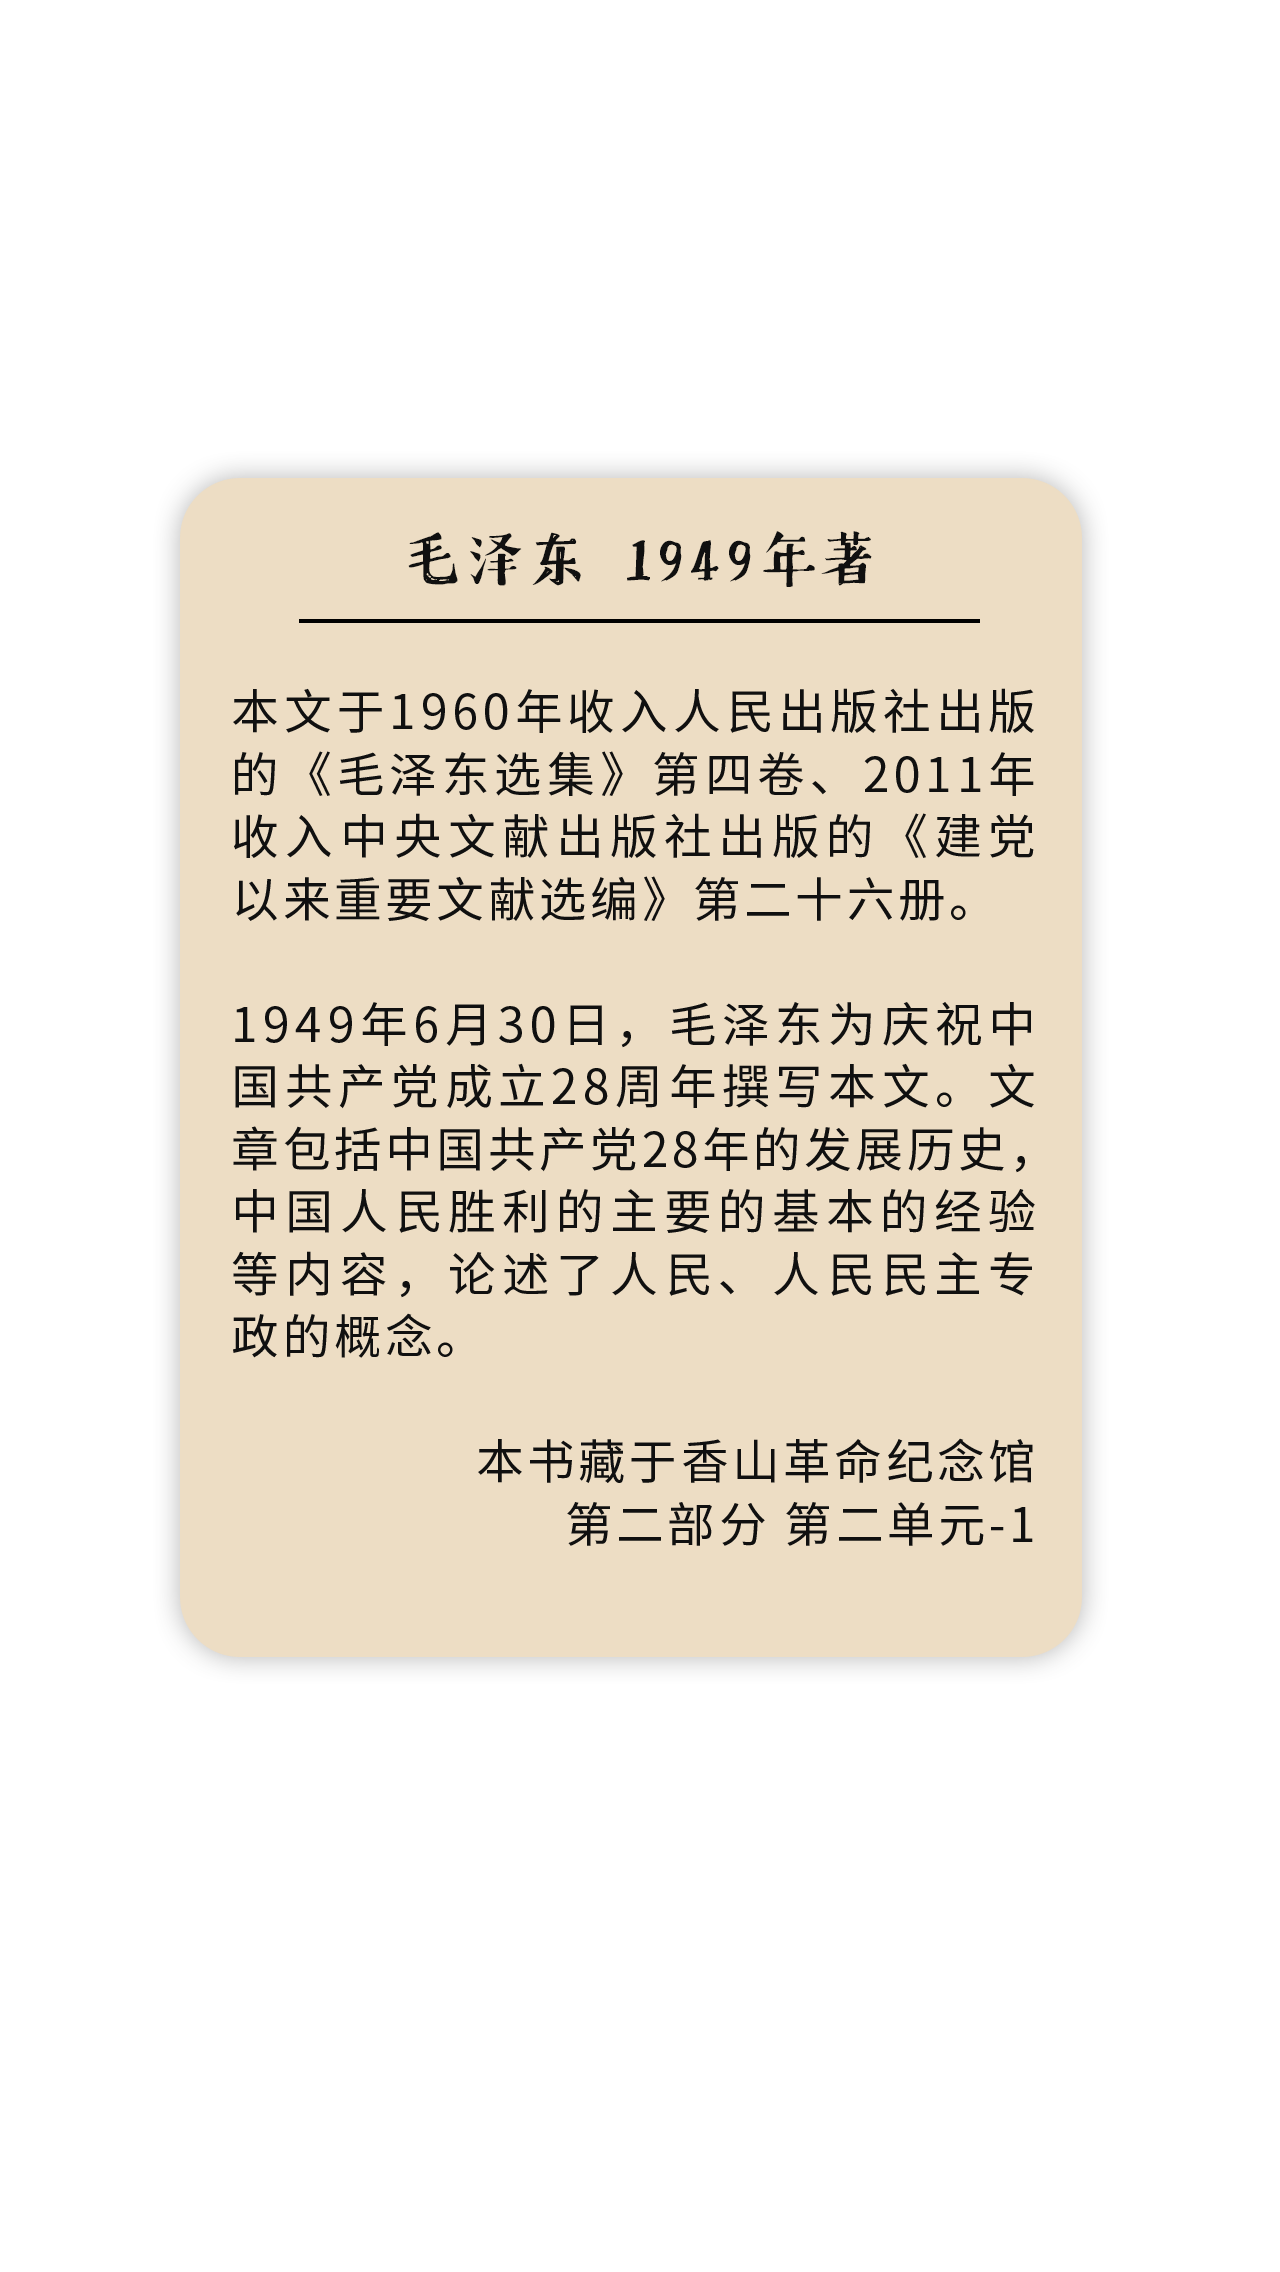 毛泽东 1949年著
本文于1960年收入人民出版社出版
的《毛泽东选集》第四卷、2011年
收入中央文献出版社出版的《建党
以来重要文献选编》第二十六册。
1949年6月30日，毛泽东为庆祝中
国共产党成立28周年撰写本文。文
章包括中国共产党28年的发展历史，
中国人民胜利的主要的基本的经验
等内容，论述了人民、人民民主专
政的概念。
本书藏于香山革命纪念馆
第二部分 第二单元-1